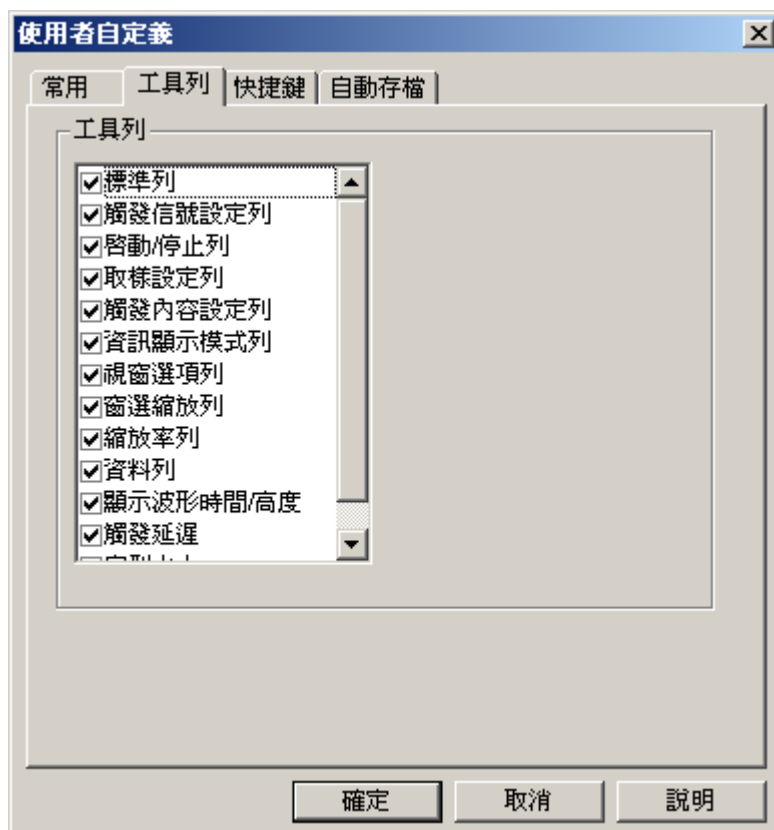 使用者自定義
常用 工具列 快捷鍵 自動存檔
工具列
標準列
觸發信號設定列
啓動/停止列
取樣設定列
觸發內容設定列
資訊顯示模式列
視窗選項列
窗選縮放列
縮放率列
資料列
顯示波形時間/高度
觸發延遲
確定 取消 說明